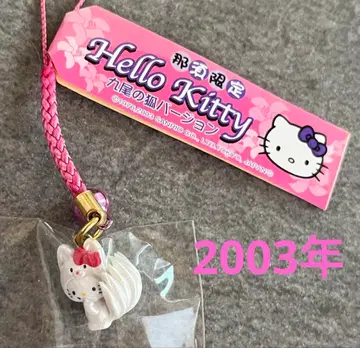 那須限定
Hello Kitty
九尾の狐バージョン
©1976,2003 SANRIO CO., LTD. TOKYO, JAPAN
2003年